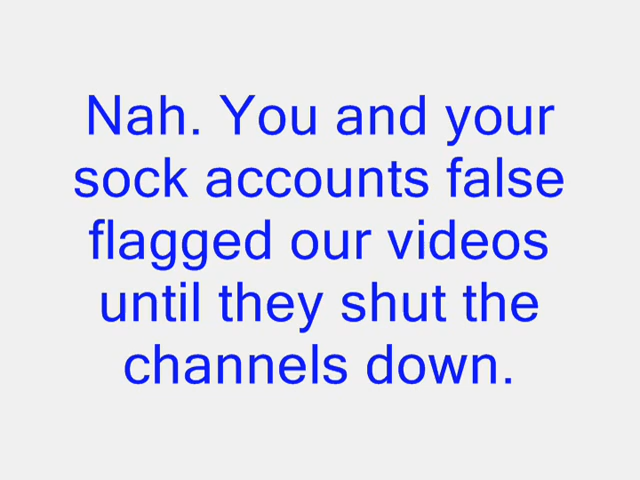 Nah. You and your
sock accounts false
flagged our videos
until they shut the
channels down.